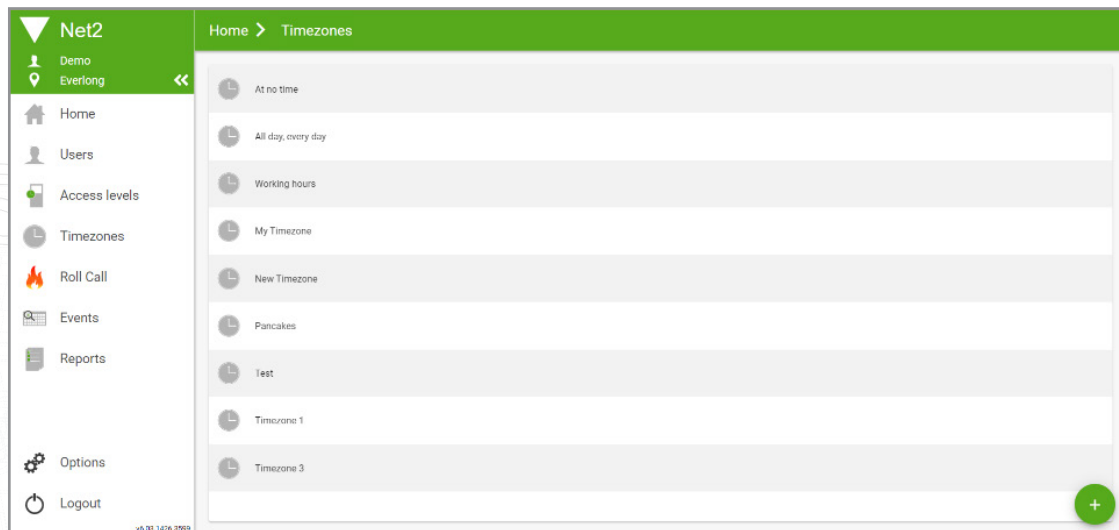 Net2
Demo
Everlong
Home
Users
Access levels
Timezones
Roll Call
Events
Reports
Options
Logout
Home Timezones
At no time
All day, every day
Working hours
My Timezone
New Timezone
Pancakes
Test
Timezone 1
Timezone 3